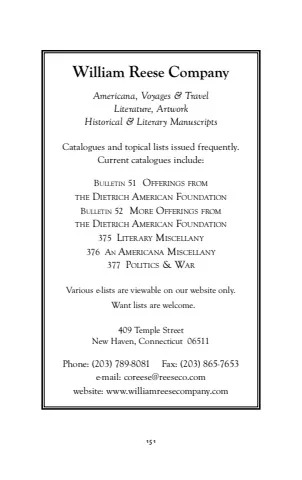 William Reese Company
Americana, Voyages & Travel
Literature, Artwork
Historical & Literary Manuscripts
Catalogues and topical lists issued frequently.
Current catalogues include:
Bulletin 51 Offerings from
the Dietrich American Foundation
Bulletin 52 More Offerings from
the Dietrich American Foundation
375 Literary Miscellany
376 An Americana Miscellany
377 Politics & War
Various e-lists are viewable on our website only.
Want lists are welcome.
409 Temple Street
New Haven, Connecticut 06511
Phone: (203) 789-8081 Fax: (203) 865-7653
e-mail: coreese@reeseco.com
website: www.williamreesecompany.com
151